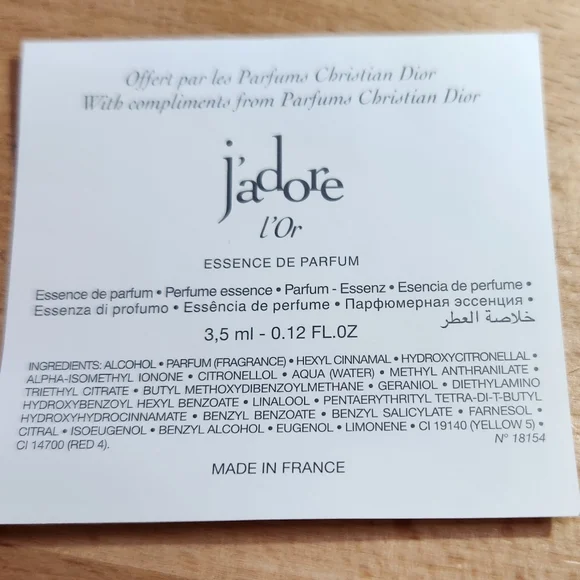 Offert par les Parfums Christian Dior
With compliments from Parfums Christian Dior
j'adore
l'Or
ESSENCE DE PARFUM
Essence de parfum • Perfume essence • Parfum - Essenz • Esencia de perfume •
Essenza di profumo • Essência de perfume • Парфюмерная эссенция •
خلاصة العطر
3,5 ml - 0.12 FL.OZ
INGREDIENTS: ALCOHOL • PARFUM (FRAGRANCE) • HEXYL CINNAMAL • HYDROXYCITRONELLAL •
ALPHA-ISOMETHYL IONONE • CITRONELLOL • AQUA (WATER) • METHYL ANTHRANILATE •
TRIETHYL CITRATE • BUTYL METHOXYDIBENZOYLMETHANE • GERANIOL • DIETHYLAMINO
HYDROXYBENZOYL HEXYL BENZOATE • LINALOOL • PENTAERYTHRITYL TETRA-DI-T-BUTYL
HYDROXYHYDROCINNAMATE • BENZYL BENZOATE • BENZYL SALICYLATE • FARNESOL •
CITRAL • ISOEUGENOL • BENZYL ALCOHOL • EUGENOL • LIMONENE • CI 19140 (YELLOW 5) •
CI 14700 (RED 4). N° 18154
MADE IN FRANCE